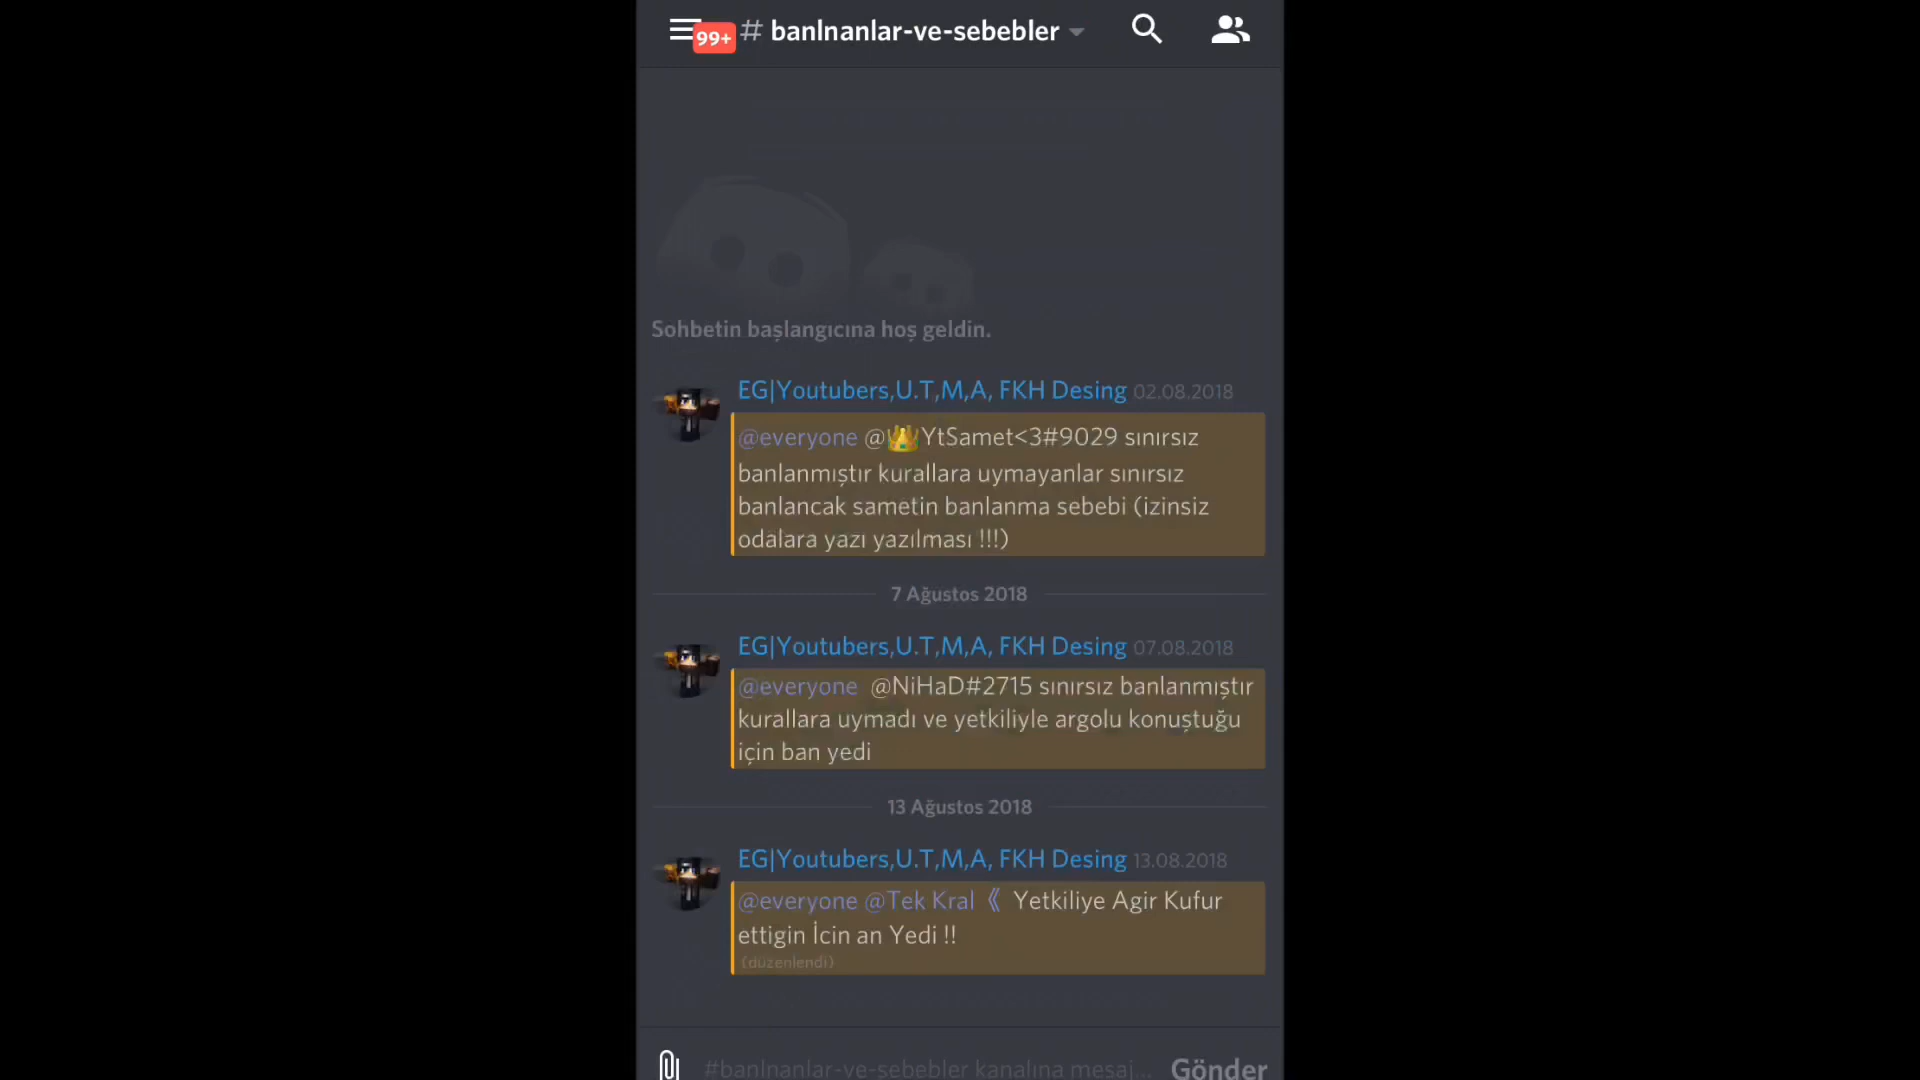 99+ # banlnanlar-ve-sebebler
Sohbetin başlangıcına hoş geldin.
EG|Youtubers,U.T,M,A, FKH Desing 02.08.2018
@everyone @👑YtSamet<3#9029 sınırsız
banlanmıştır kurallara uymayanlar sınırsız
banlancak sametin banlanma sebebi (izinsiz
odalara yazı yazılması !!!)
7 Ağustos 2018
EG|Youtubers,U.T,M,A, FKH Desing 07.08.2018
@everyone @NiHaD#2715 sınırsız banlanmıştır
kurallara uymadı ve yetkiliyle argolu konuştuğu
için ban yedi
13 Ağustos 2018
EG|Youtubers,U.T,M,A, FKH Desing 13.08.2018
@everyone @Tek Kral《 Yetkiliye Agir Kufur
ettigin İcin an Yedi !!
(düzenlendi)
#banlnanlar-ve-sebebler kanalına mesaj... Gönder